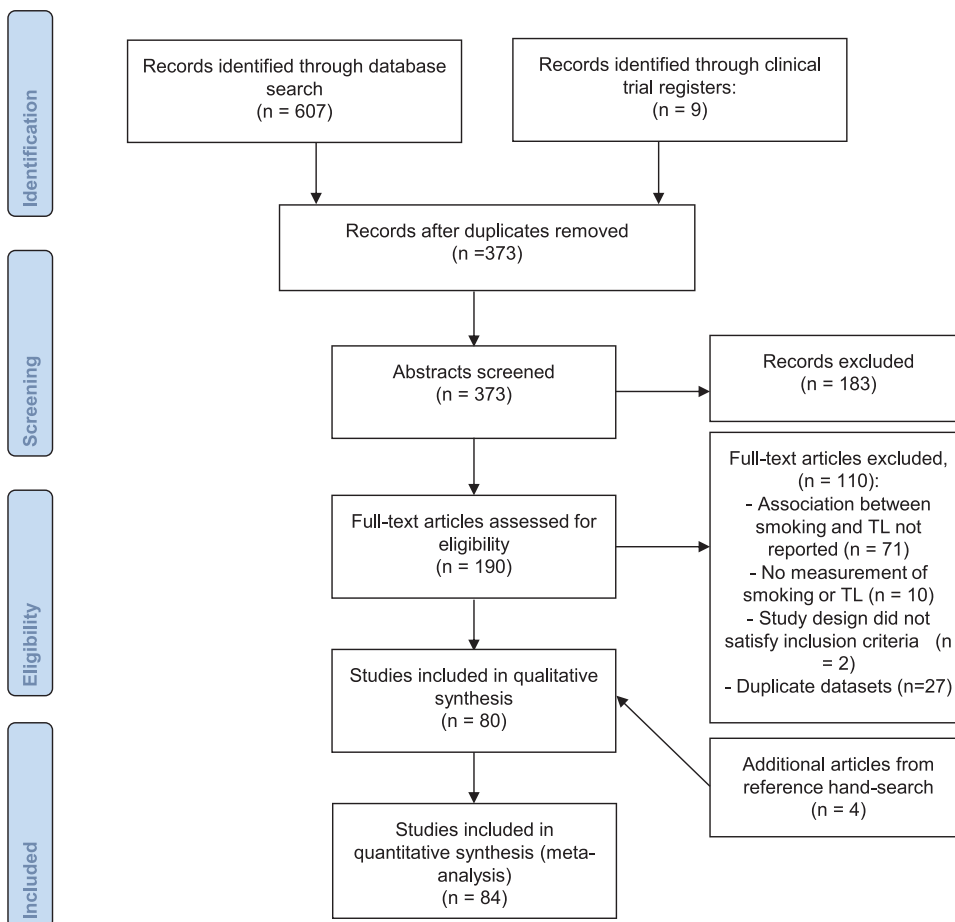 Identification
Records identified through database
search
(n = 607)
Records identified through clinical
trial registers:
(n = 9)
Records after duplicates removed
(n =373)
Screening
Abstracts screened
(n = 373)
Records excluded
(n = 183)
Eligibility
Full-text articles assessed for
eligibility
(n = 190)
Full-text articles excluded,
(n = 110):
- Association between
smoking and TL not
reported (n = 71)
- No measurement of
smoking or TL (n = 10)
- Study design did not
satisfy inclusion criteria (n
= 2)
- Duplicate datasets (n=27)
Studies included in qualitative
synthesis
(n = 80)
Additional articles from
reference hand-search
(n = 4)
Included
Studies included in
quantitative synthesis (meta-
analysis)
(n = 84)